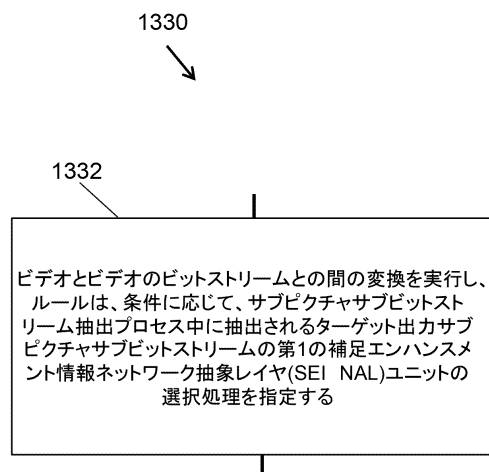 1330
1332
ビデオとビデオのビットストリームとの間の変換を実行し、
ルールは、条件に応じて、サブピクチャサブビットスト
リーム抽出プロセス中に抽出されるターゲット出力サブ
ピクチャサブビットストリームの第1の補足エンハンスメ
ント情報ネットワーク抽象レイヤ(SEI NAL)ユニットの
選択処理を指定する